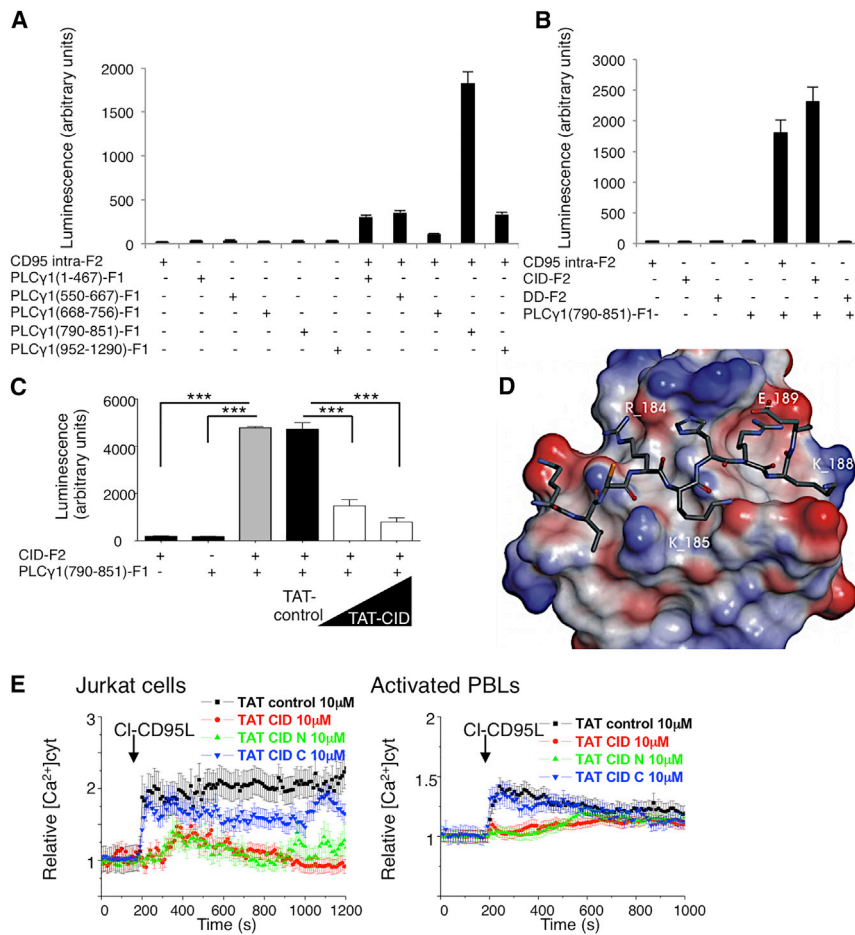 A
Luminescence (arbitrary units)
2000
1500
1000
500
0
CD95 intra-F2 + - - - - - + + + + +
PLCγ1(1-467)-F1 - + - - - - + - - - -
PLCγ1(550-667)-F1 - - + - - - - + - - -
PLCγ1(668-756)-F1 - - - + - - - - + - -
PLCγ1(790-851)-F1 - - - - + - - - - + -
PLCγ1(952-1290)-F1 - - - - - + - - - - +
B
Luminescence (arbitrary units)
3000
2500
2000
1500
1000
500
0
CD95 intra-F2 + - - - + - -
CID-F2 - + - - - + -
DD-F2 - - + - - - +
PLCγ1(790-851)-F1- - - + + + +
C
Luminescence
(arbitrary units)
6000
4000
2000
0
*** ***
*** ***
CID-F2 + - + + + +
PLCγ1(790-851)-F1 - + + + + +
TAT-
control
TAT-CID
D
R_184
E_189
K_188
K_185
E
Jurkat cells
TAT control 10μM
TAT CID 10μM
TAT CID N 10μM
TAT CID C 10μM
CI-CD95L
Relative [Ca2+]cyt
3
2
1
0 200 400 600 800 1000 1200
Time (s)
Activated PBLs
TAT control 10μM
TAT CID 10μM
TAT CID N 10μM
TAT CID C 10μM
CI-CD95L
Relative [Ca2+]cyt
2
1.5
1
0 200 400 600 800 1000
Time (s)